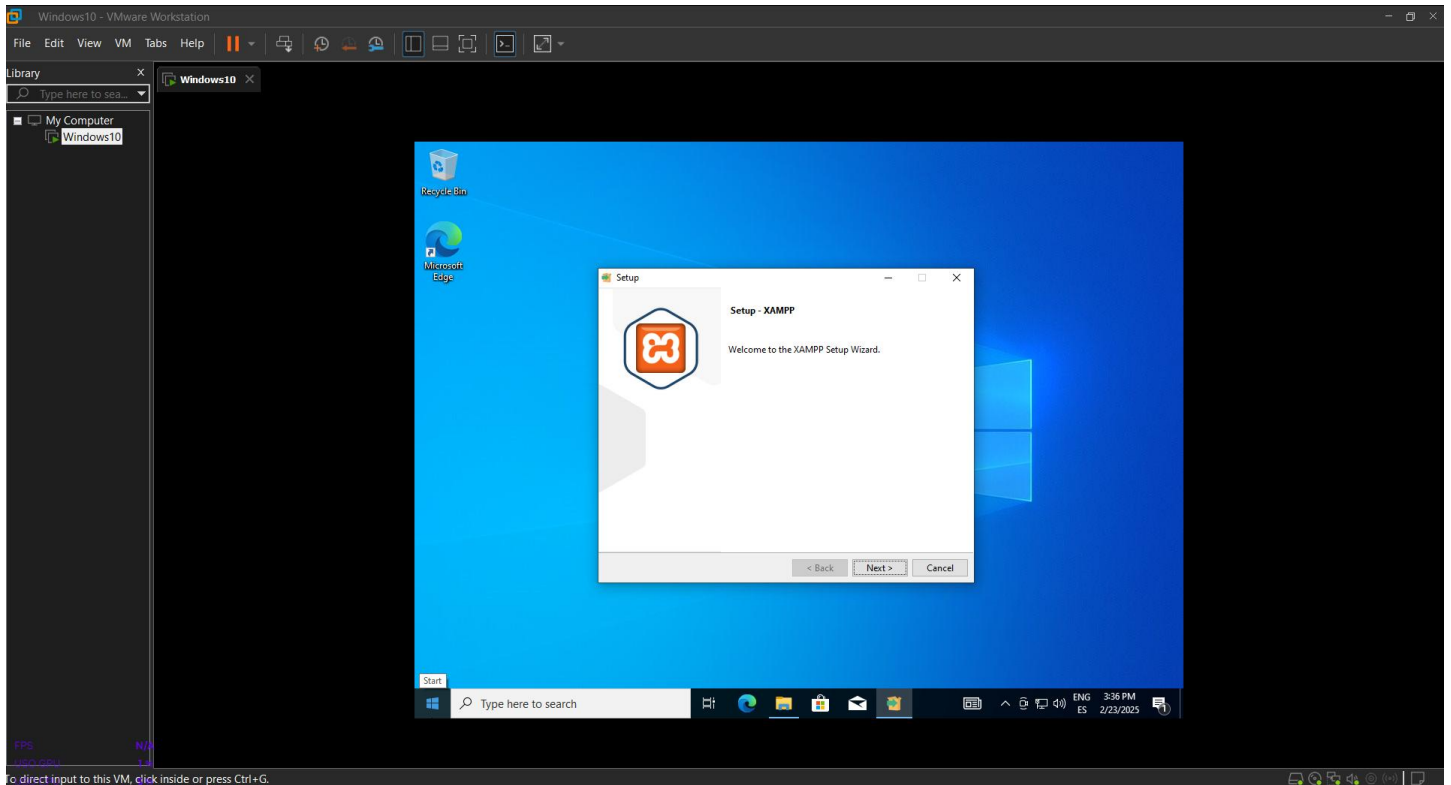 Windows10 - VMware Workstation
File Edit View VM Tabs Help
Library X
Type here to sea...
Windows10
My Computer
Windows10
Recycle Bin
Microsoft
Edge
Setup
Setup - XAMPP
Welcome to the XAMPP Setup Wizard.
< Back Next > Cancel
Start
Type here to search
ENG 3:36 PM
ES 2/23/2025
FPS N/A
To direct input to this VM, click inside or press Ctrl+G.